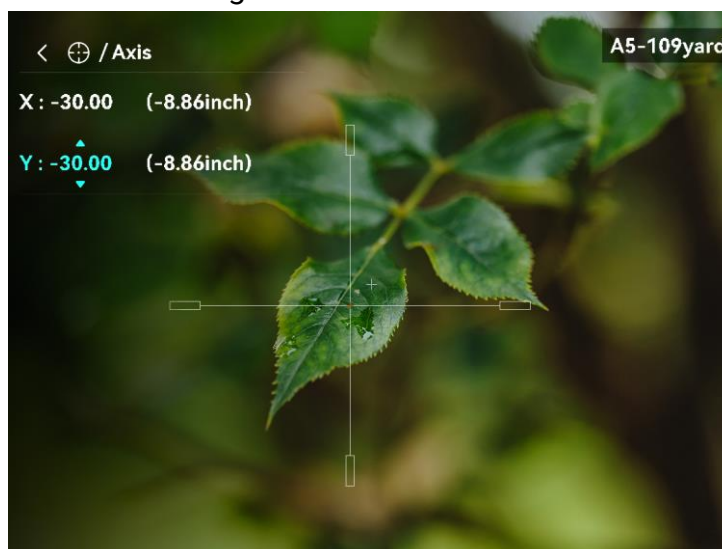 / Axis
A5-109yard
X : -30.00 (-8.86inch)
Y : -30.00 (-8.86inch)